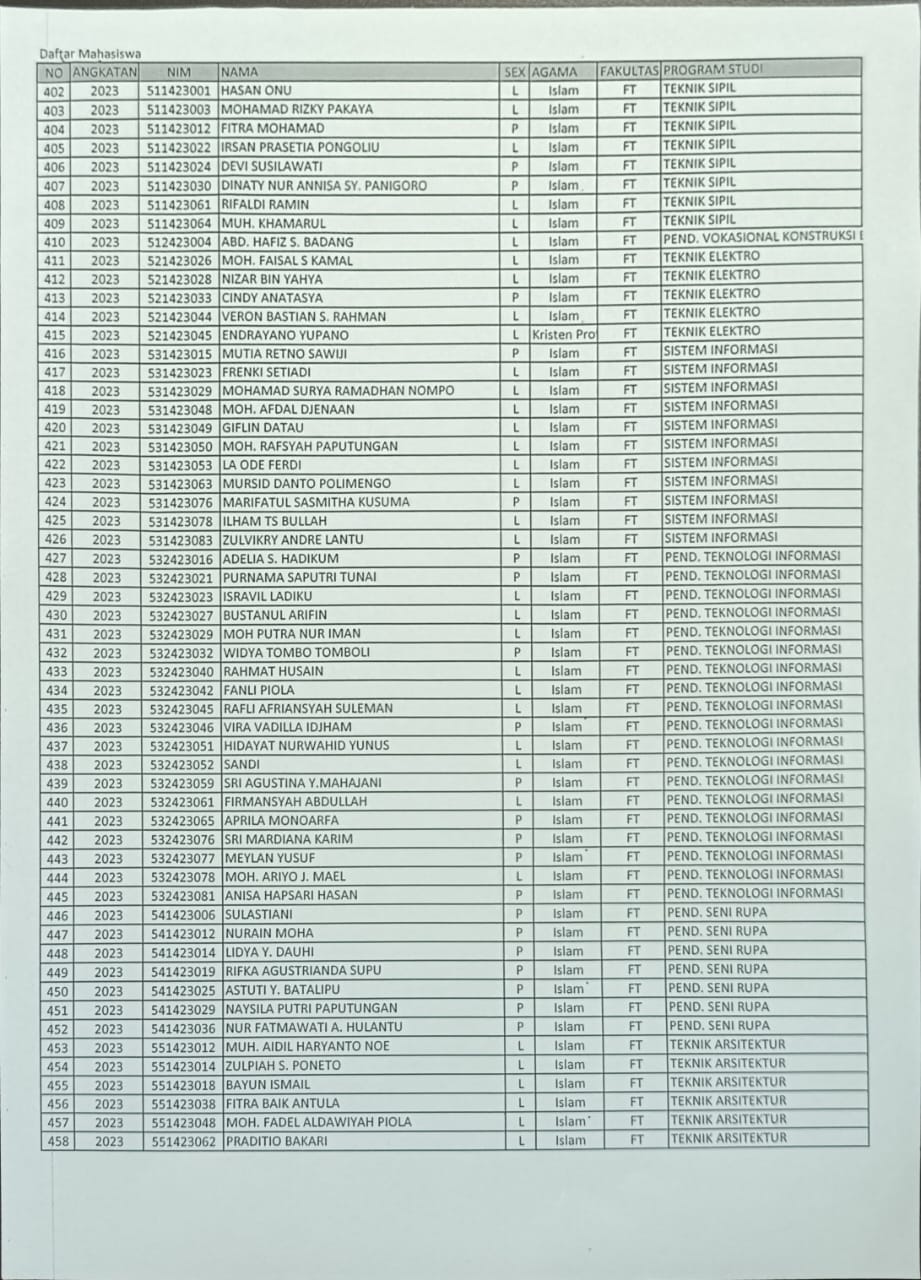 Daftar Mahasiswa
NO ANGKATAN NIM NAMA SEX AGAMA FAKULTAS PROGRAM STUDI
402 2023 511423001 HASAN ONU L Islam FT TEKNIK SIPIL
403 2023 511423003 MOHAMAD RIZKY PAKAYA L Islam FT TEKNIK SIPIL
404 2023 511423012 FITRA MOHAMAD P Islam FT TEKNIK SIPIL
405 2023 511423022 IRSAN PRASETIA PONGOLIU L Islam FT TEKNIK SIPIL
406 2023 511423024 DEVI SUSILAWATI P Islam FT TEKNIK SIPIL
407 2023 511423030 DINATY NUR ANNISA SY. PANIGORO P Islam FT TEKNIK SIPIL
408 2023 511423061 RIFALDI RAMIN L Islam FT TEKNIK SIPIL
409 2023 511423064 MUH. KHAMARUL L Islam FT TEKNIK SIPIL
410 2023 512423004 ABD. HAFIZ S. BADANG L Islam FT PEND. VOKASIONAL KONSTRUKSI
411 2023 521423026 MOH. FAISAL S KAMAL L Islam FT TEKNIK ELEKTRO
412 2023 521423028 NIZAR BIN YAHYA L Islam FT TEKNIK ELEKTRO
413 2023 521423033 CINDY ANATASYA P Islam FT TEKNIK ELEKTRO
414 2023 521423044 VERON BASTIAN S. RAHMAN L Islam FT TEKNIK ELEKTRO
415 2023 521423045 ENDRAYANO YUPANO L Kristen Pro FT TEKNIK ELEKTRO
416 2023 531423015 MUTIA RETNO SAWIJI P Islam FT SISTEM INFORMASI
417 2023 531423023 FRENKI SETIADI L Islam FT SISTEM INFORMASI
418 2023 531423029 MOHAMAD SURYA RAMADHAN NOMPO L Islam FT SISTEM INFORMASI
419 2023 531423048 MOH. AFDAL DJENAAN L Islam FT SISTEM INFORMASI
420 2023 531423049 GIFLIN DATAU L Islam FT SISTEM INFORMASI
421 2023 531423050 MOH. RAFSYAH PAPUTUNGAN L Islam FT SISTEM INFORMASI
422 2023 531423053 LA ODE FERDI L Islam FT SISTEM INFORMASI
423 2023 531423063 MURSID DANTO POLIMENGO L Islam FT SISTEM INFORMASI
424 2023 531423076 MARIFATUL SASMITHA KUSUMA P Islam FT SISTEM INFORMASI
425 2023 531423078 ILHAM TS BULLAH L Islam FT SISTEM INFORMASI
426 2023 531423083 ZULVIKRY ANDRE LANTU L Islam FT SISTEM INFORMASI
427 2023 532423016 ADELIA S. HADIKUM P Islam FT PEND. TEKNOLOGI INFORMASI
428 2023 532423021 PURNAMA SAPUTRI TUNAI P Islam FT PEND. TEKNOLOGI INFORMASI
429 2023 532423023 ISRAVIL LADIKU L Islam FT PEND. TEKNOLOGI INFORMASI
430 2023 532423027 BUSTANUL ARIFIN L Islam FT PEND. TEKNOLOGI INFORMASI
431 2023 532423029 MOH PUTRA NUR IMAN L Islam FT PEND. TEKNOLOGI INFORMASI
432 2023 532423032 WIDYA TOMBO TOMBOLI P Islam FT PEND. TEKNOLOGI INFORMASI
433 2023 532423040 RAHMAT HUSAIN L Islam FT PEND. TEKNOLOGI INFORMASI
434 2023 532423042 FANLI PIOLA L Islam FT PEND. TEKNOLOGI INFORMASI
435 2023 532423045 RAFLI AFRIANSYAH SULEMAN L Islam FT PEND. TEKNOLOGI INFORMASI
436 2023 532423046 VIRA VADILLA IDJHAM P Islam FT PEND. TEKNOLOGI INFORMASI
437 2023 532423051 HIDAYAT NURWAHID YUNUS L Islam FT PEND. TEKNOLOGI INFORMASI
438 2023 532423052 SANDI L Islam FT PEND. TEKNOLOGI INFORMASI
439 2023 532423059 SRI AGUSTINA Y.MAHAJANI P Islam FT PEND. TEKNOLOGI INFORMASI
440 2023 532423061 FIRMANSYAH ABDULLAH L Islam FT PEND. TEKNOLOGI INFORMASI
441 2023 532423065 APRILA MONOARFA P Islam FT PEND. TEKNOLOGI INFORMASI
442 2023 532423076 SRI MARDIANA KARIM P Islam FT PEND. TEKNOLOGI INFORMASI
443 2023 532423077 MEYLAN YUSUF P Islam FT PEND. TEKNOLOGI INFORMASI
444 2023 532423078 MOH. ARIYO J. MAEL L Islam FT PEND. TEKNOLOGI INFORMASI
445 2023 532423081 ANISA HAPSARI HASAN P Islam FT PEND. TEKNOLOGI INFORMASI
446 2023 541423006 SULASTIANI P Islam FT PEND. SENI RUPA
447 2023 541423012 NURAIN MOHA P Islam FT PEND. SENI RUPA
448 2023 541423014 LIDYA Y. DAUHI P Islam FT PEND. SENI RUPA
449 2023 541423019 RIFKA AGUSTRIANDA SUPU P Islam FT PEND. SENI RUPA
450 2023 541423025 ASTUTI Y. BATALIPU P Islam FT PEND. SENI RUPA
451 2023 541423029 NAYSILA PUTRI PAPUTUNGAN P Islam FT PEND. SENI RUPA
452 2023 541423036 NUR FATMAWATI A. HULANTU P Islam FT PEND. SENI RUPA
453 2023 551423012 MUH. AIDIL HARYANTO NOE L Islam FT TEKNIK ARSITEKTUR
454 2023 551423014 ZULPIAH S. PONETO L Islam FT TEKNIK ARSITEKTUR
455 2023 551423018 BAYUN ISMAIL L Islam FT TEKNIK ARSITEKTUR
456 2023 551423038 FITRA BAIK ANTULA L Islam FT TEKNIK ARSITEKTUR
457 2023 551423048 MOH. FADEL ALDAWIYAH PIOLA L Islam FT TEKNIK ARSITEKTUR
458 2023 551423062 PRADITIO BAKARI L Islam FT TEKNIK ARSITEKTUR